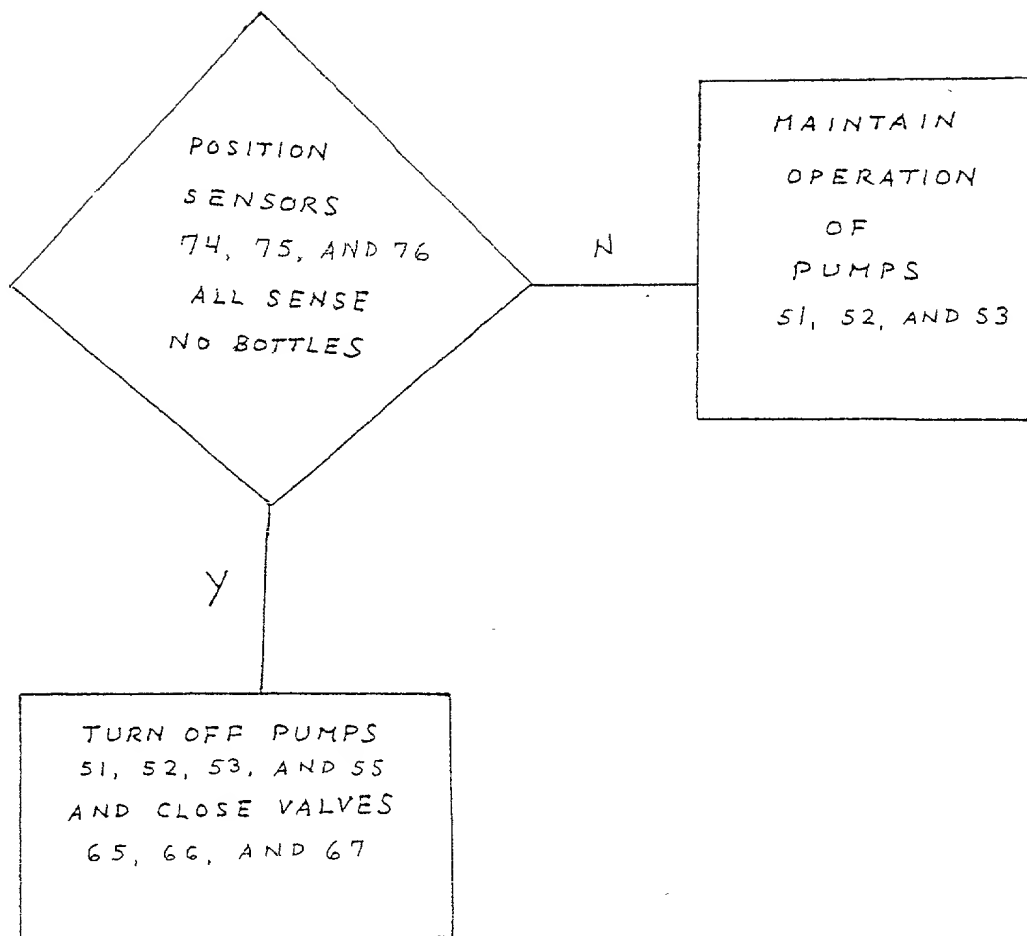 POSITION
SENSORS
74, 75, AND 76
ALL SENSE
NO BOTTLES
N
MAINTAIN
OPERATION
OF
PUMPS
51, 52, AND 53
Y
TURN OFF PUMPS
51, 52, 53, AND 55
AND CLOSE VALVES
65, 66, AND 67